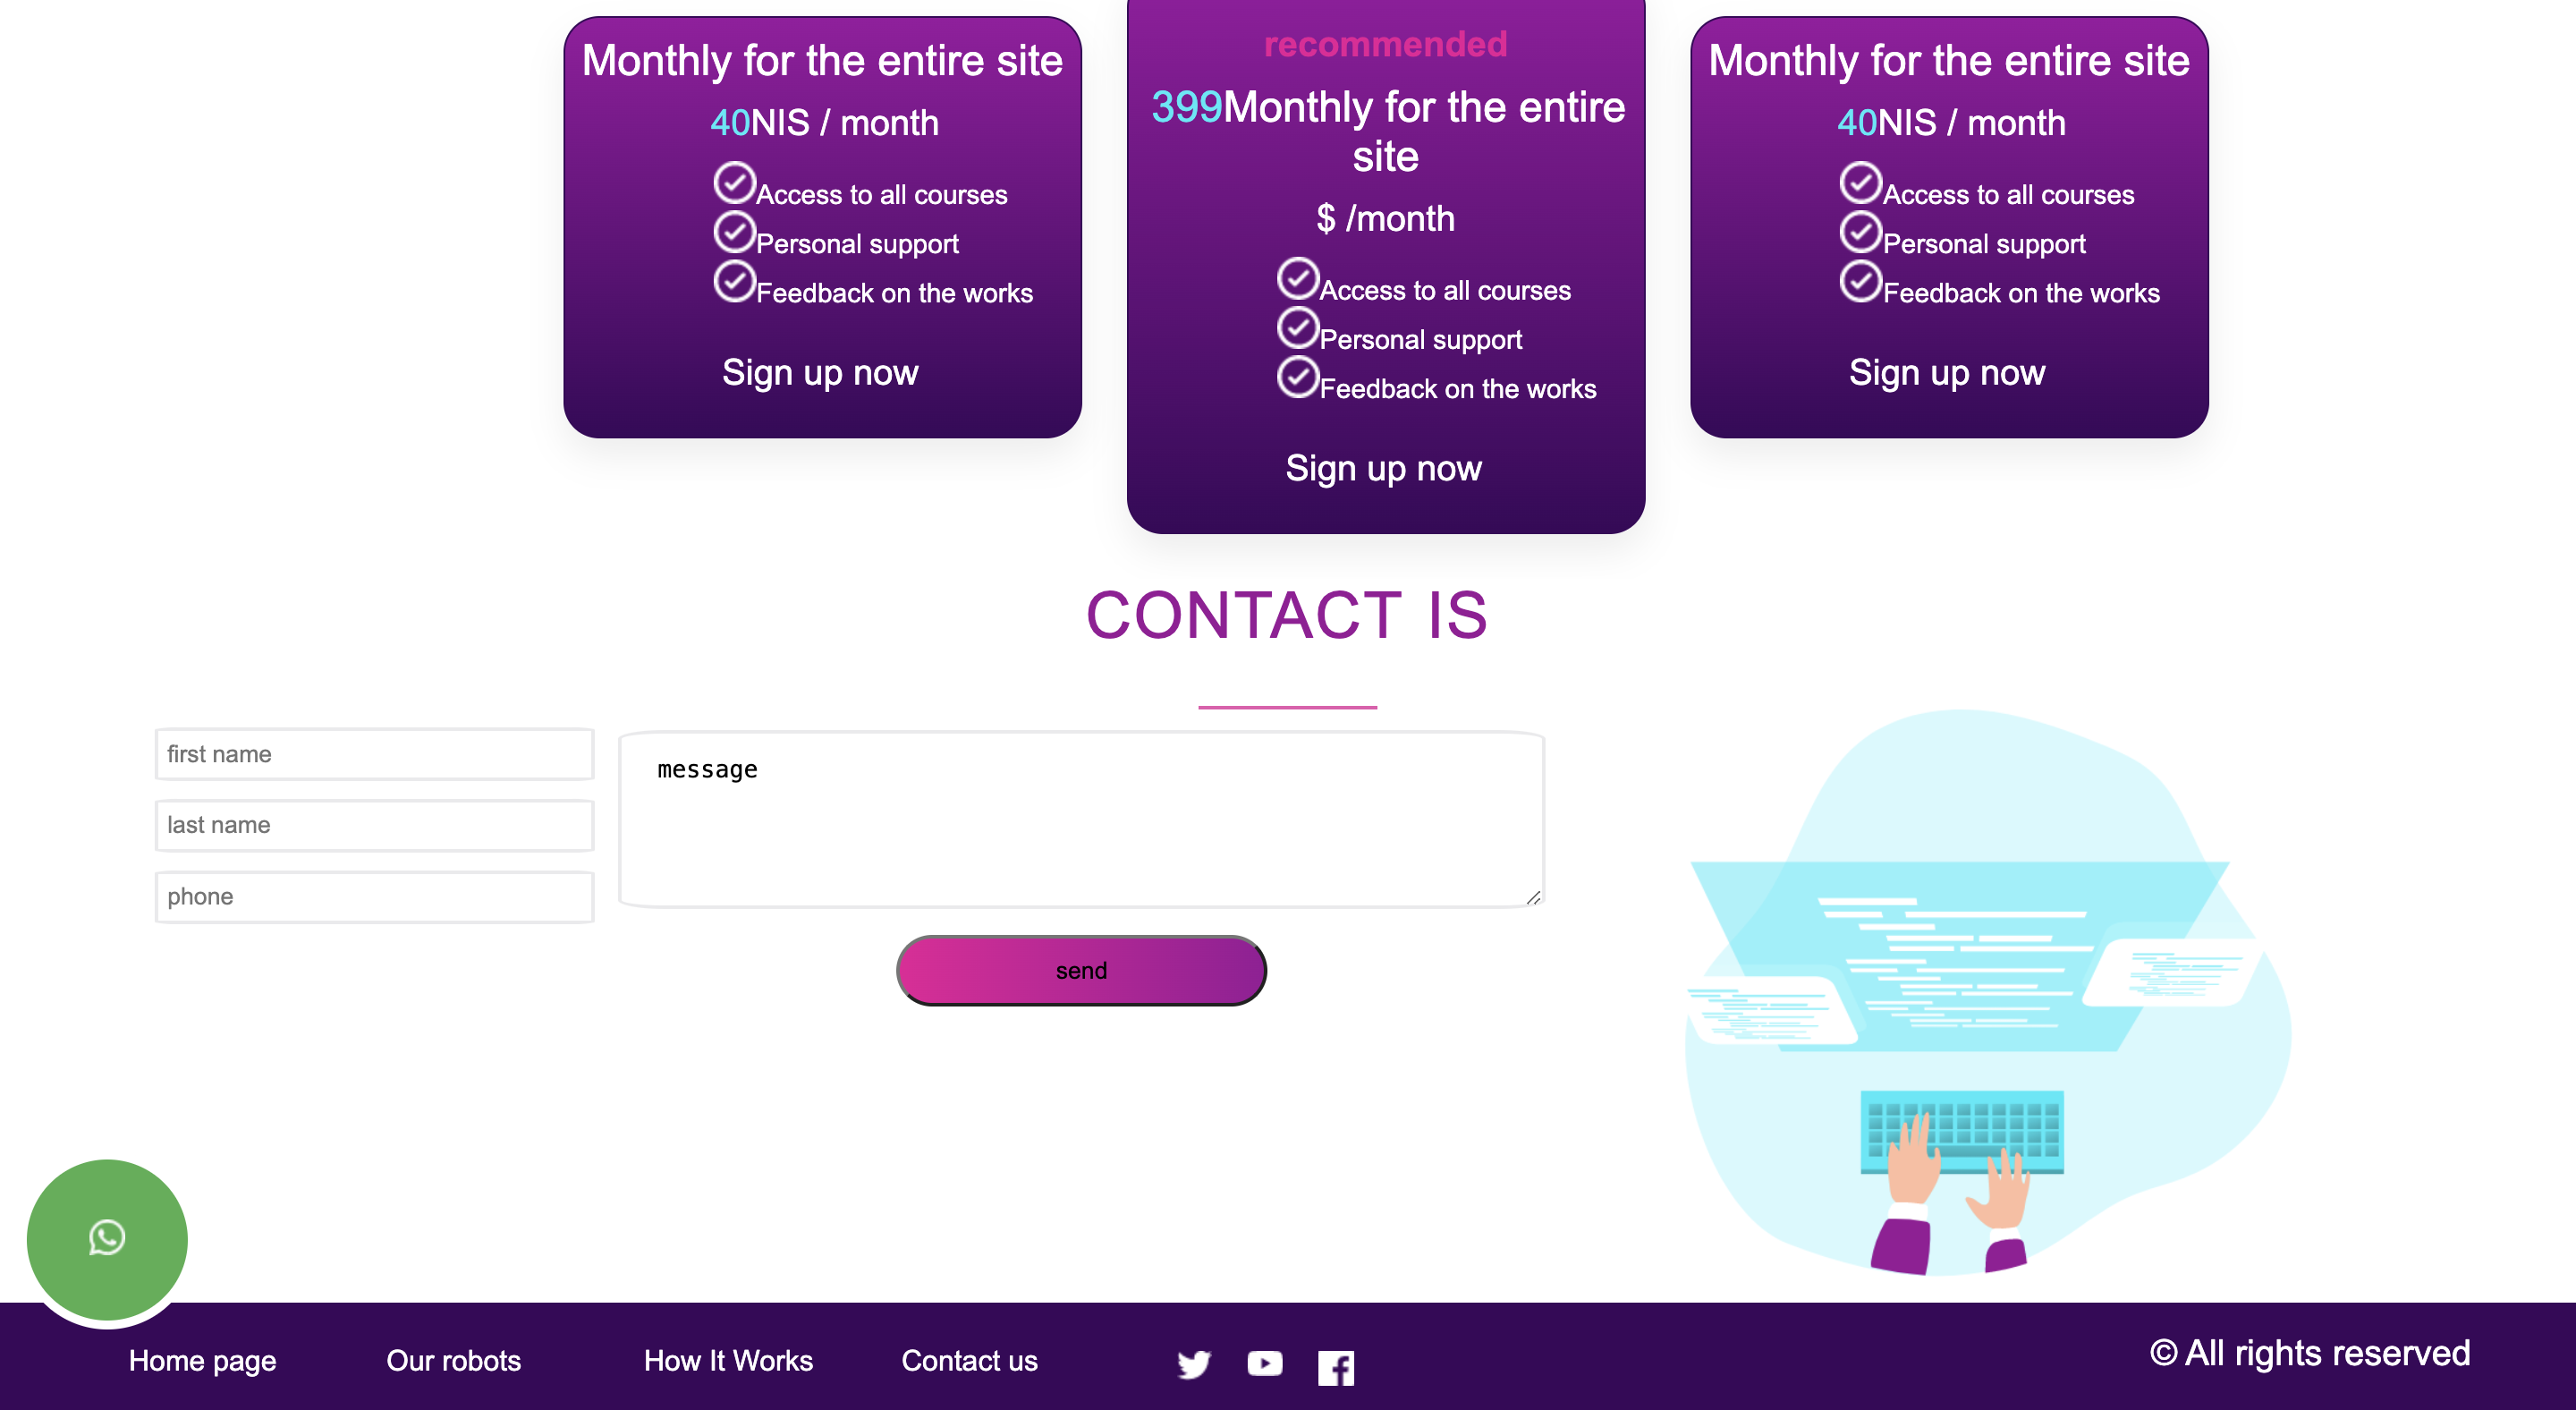 Monthly for the entire site
40NIS / month
Access to all courses
Personal support
Feedback on the works
Sign up now
recommended
399Monthly for the entire
site
$ /month
Access to all courses
Personal support
Feedback on the works
Sign up now
Monthly for the entire site
40NIS / month
Access to all courses
Personal support
Feedback on the works
Sign up now
CONTACT IS
first name
last name
phone
message
send
Home page
Our robots
How It Works
Contact us
© All rights reserved